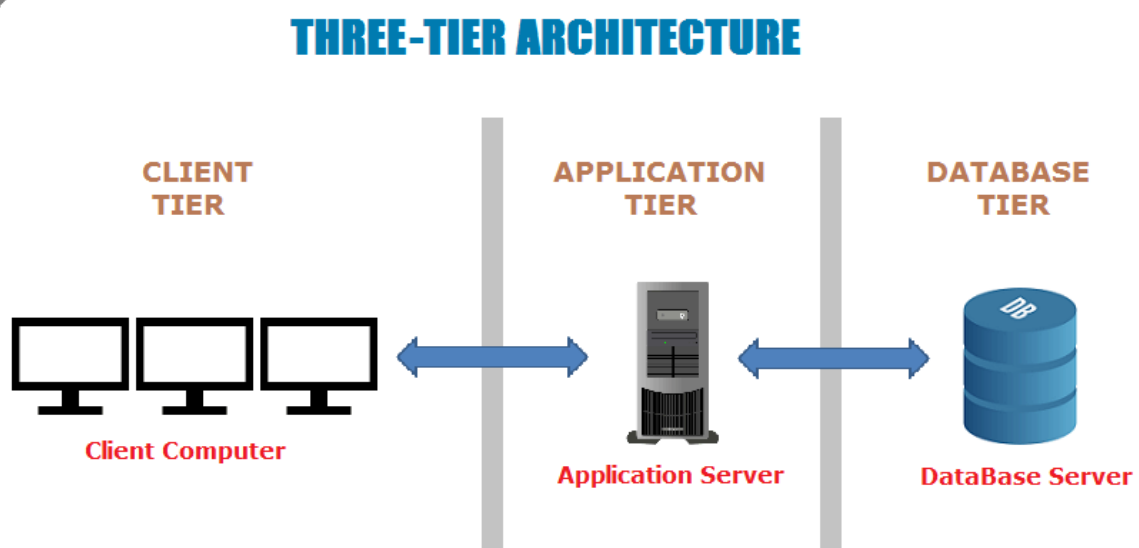 THREE-TIER ARCHITECTURE
CLIENT
TIER
APPLICATION
TIER
DATABASE
TIER
DB
Client Computer
Application Server
DataBase Server